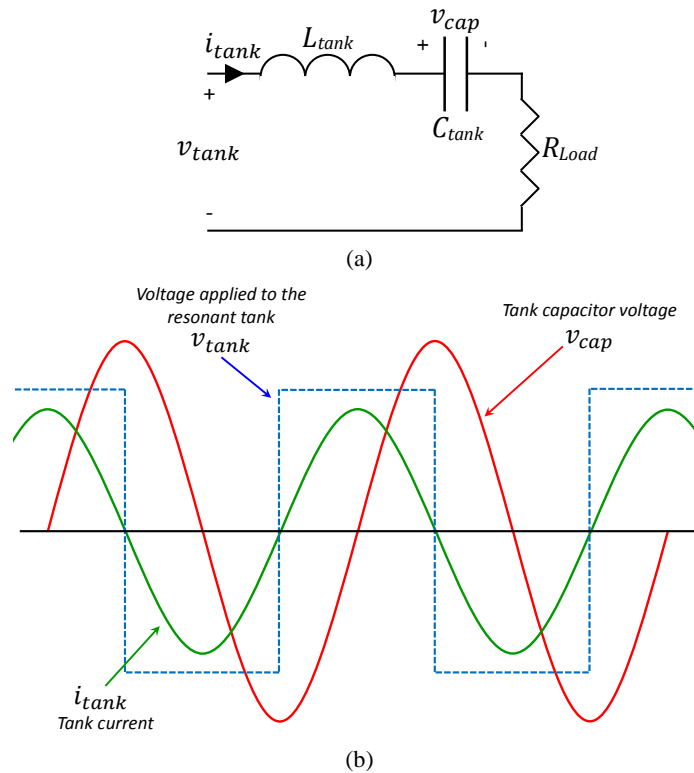 v_cap
L_tank
i_tank
+ -
+
C_tank
R_Load
v_tank
-
(a)
Voltage applied to the
resonant tank
v_tank
Tank capacitor voltage
v_cap
i_tank
Tank current
(b)